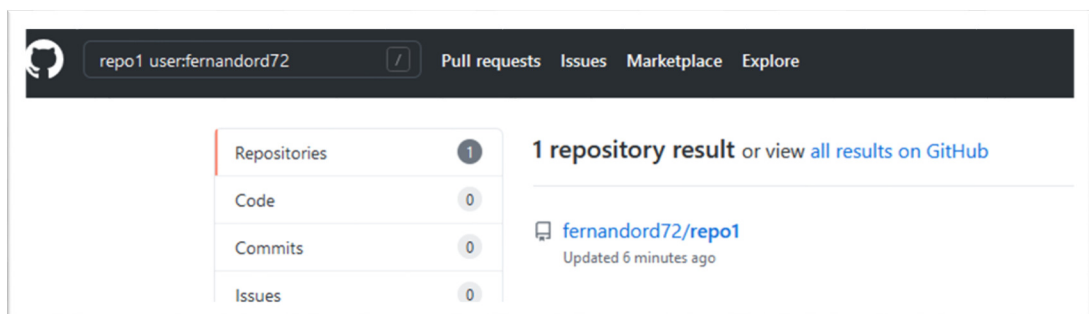 repo1 user:fernandord72 / Pull requests Issues Marketplace Explore
Repositories 1
Code 0
Commits 0
Issues 0
1 repository result or view all results on GitHub
fernandord72/repo1
Updated 6 minutes ago